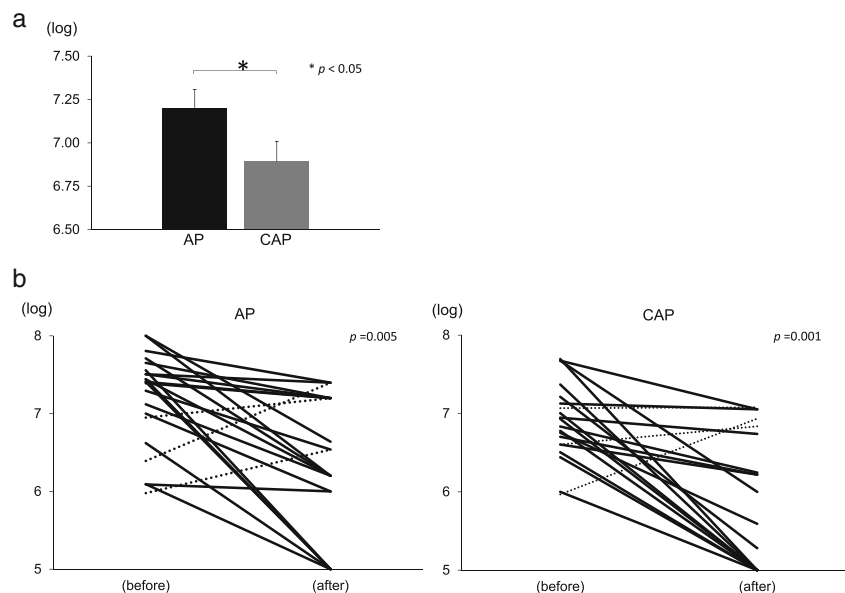 a
(log)
7.50
* p < 0.05
*
7.25
7.00
6.75
6.50
AP CAP
b
(log)
AP
p =0.005
8
7
6
5
(before) (after)
(log)
CAP
p =0.001
8
7
6
5
(before) (after)